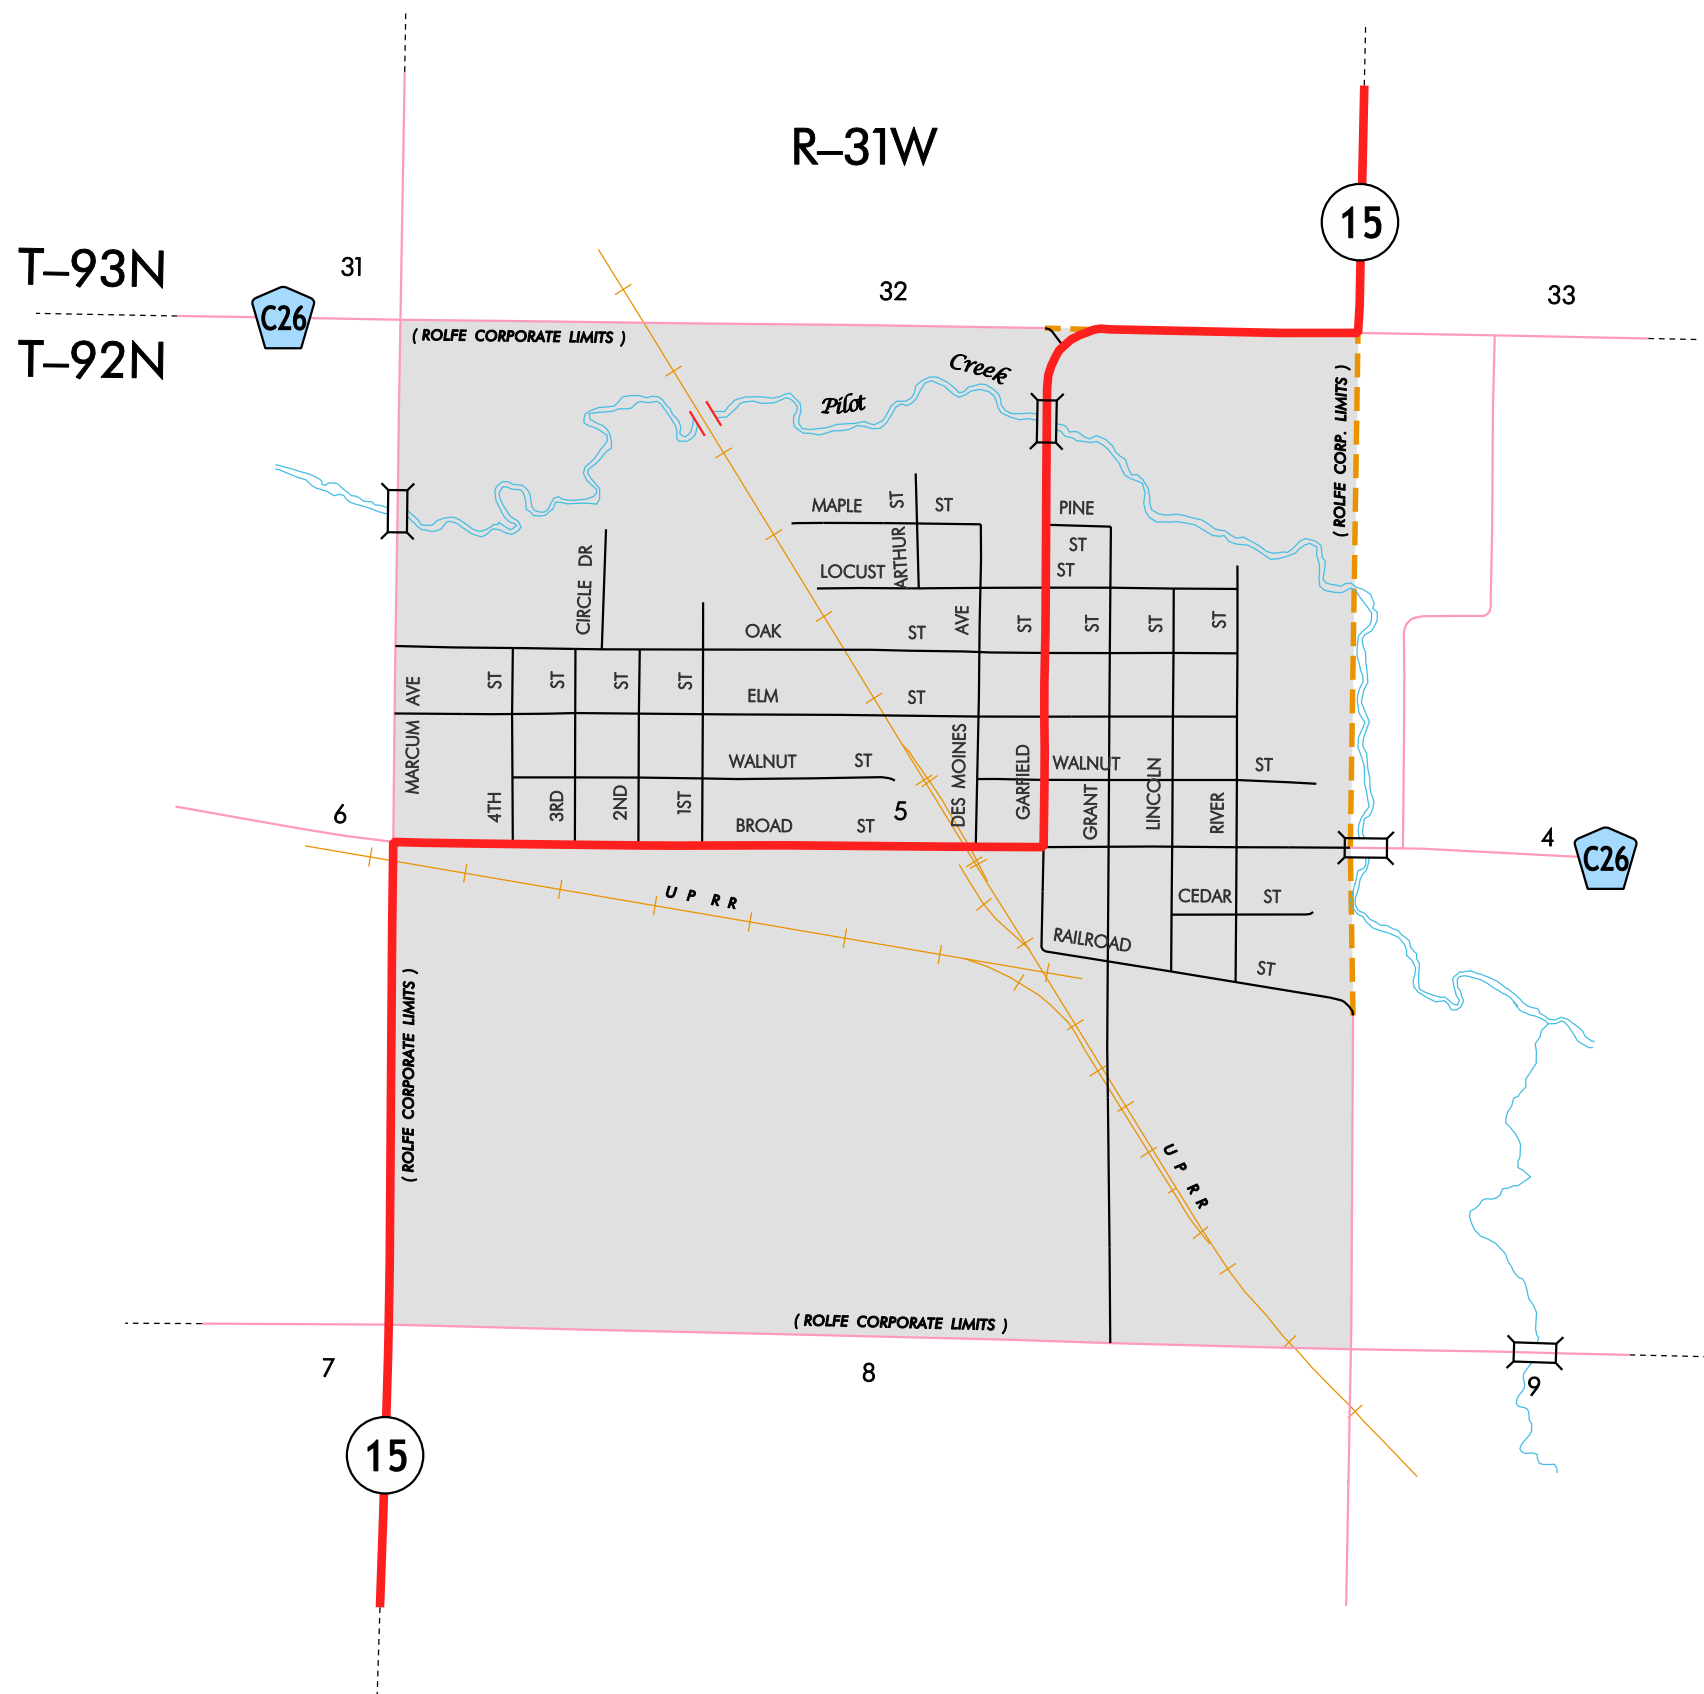 R–31W
15
T–93N
31
32
33
C26
T–92N
( ROLFE CORPORATE LIMITS )
Creek
Pilot
( ROLFE CORP. LIMITS )
MAPLE ST
ARTHUR ST
PINE ST
CIRCLE DR
LOCUST ST
OAK ST
ELM ST
MARCUM AVE
4TH ST
3RD ST
2ND ST
1ST ST
DES MOINES AVE
GARFIELD ST
GRANT ST
LINCOLN ST
RIVER ST
WALNUT ST
WALNUT ST
6
5
4
C26
BROAD ST
U P R R
CEDAR ST
RAILROAD ST
( ROLFE CORPORATE LIMITS )
U P R R
( ROLFE CORPORATE LIMITS )
7
8
9
15